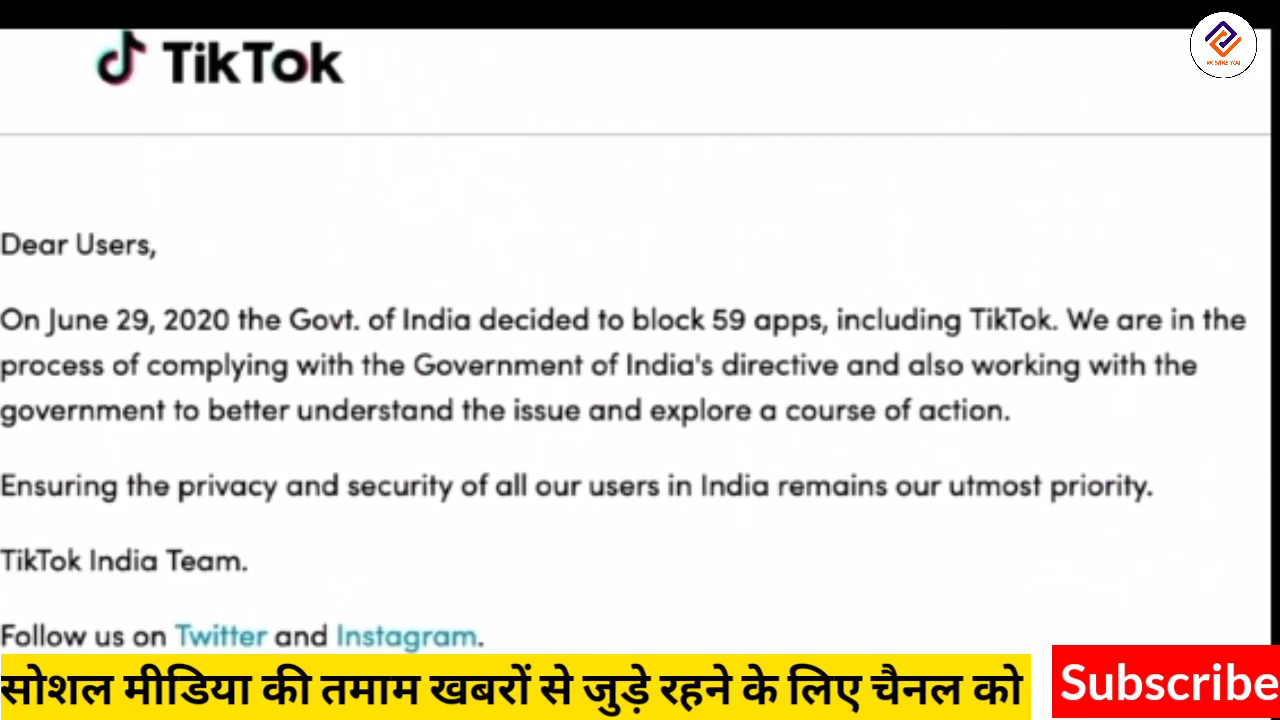 TikTok
Dear Users,
On June 29, 2020 the Govt. of India decided to block 59 apps, including TikTok. We are in the
process of complying with the Government of India's directive and also working with the
government to better understand the issue and explore a course of action.
Ensuring the privacy and security of all our users in India remains our utmost priority.
TikTok India Team.
Follow us on Twitter and Instagram.
सोशल मीडिया की तमाम खबरों से जुड़े रहने के लिए चैनल को
Subscribe